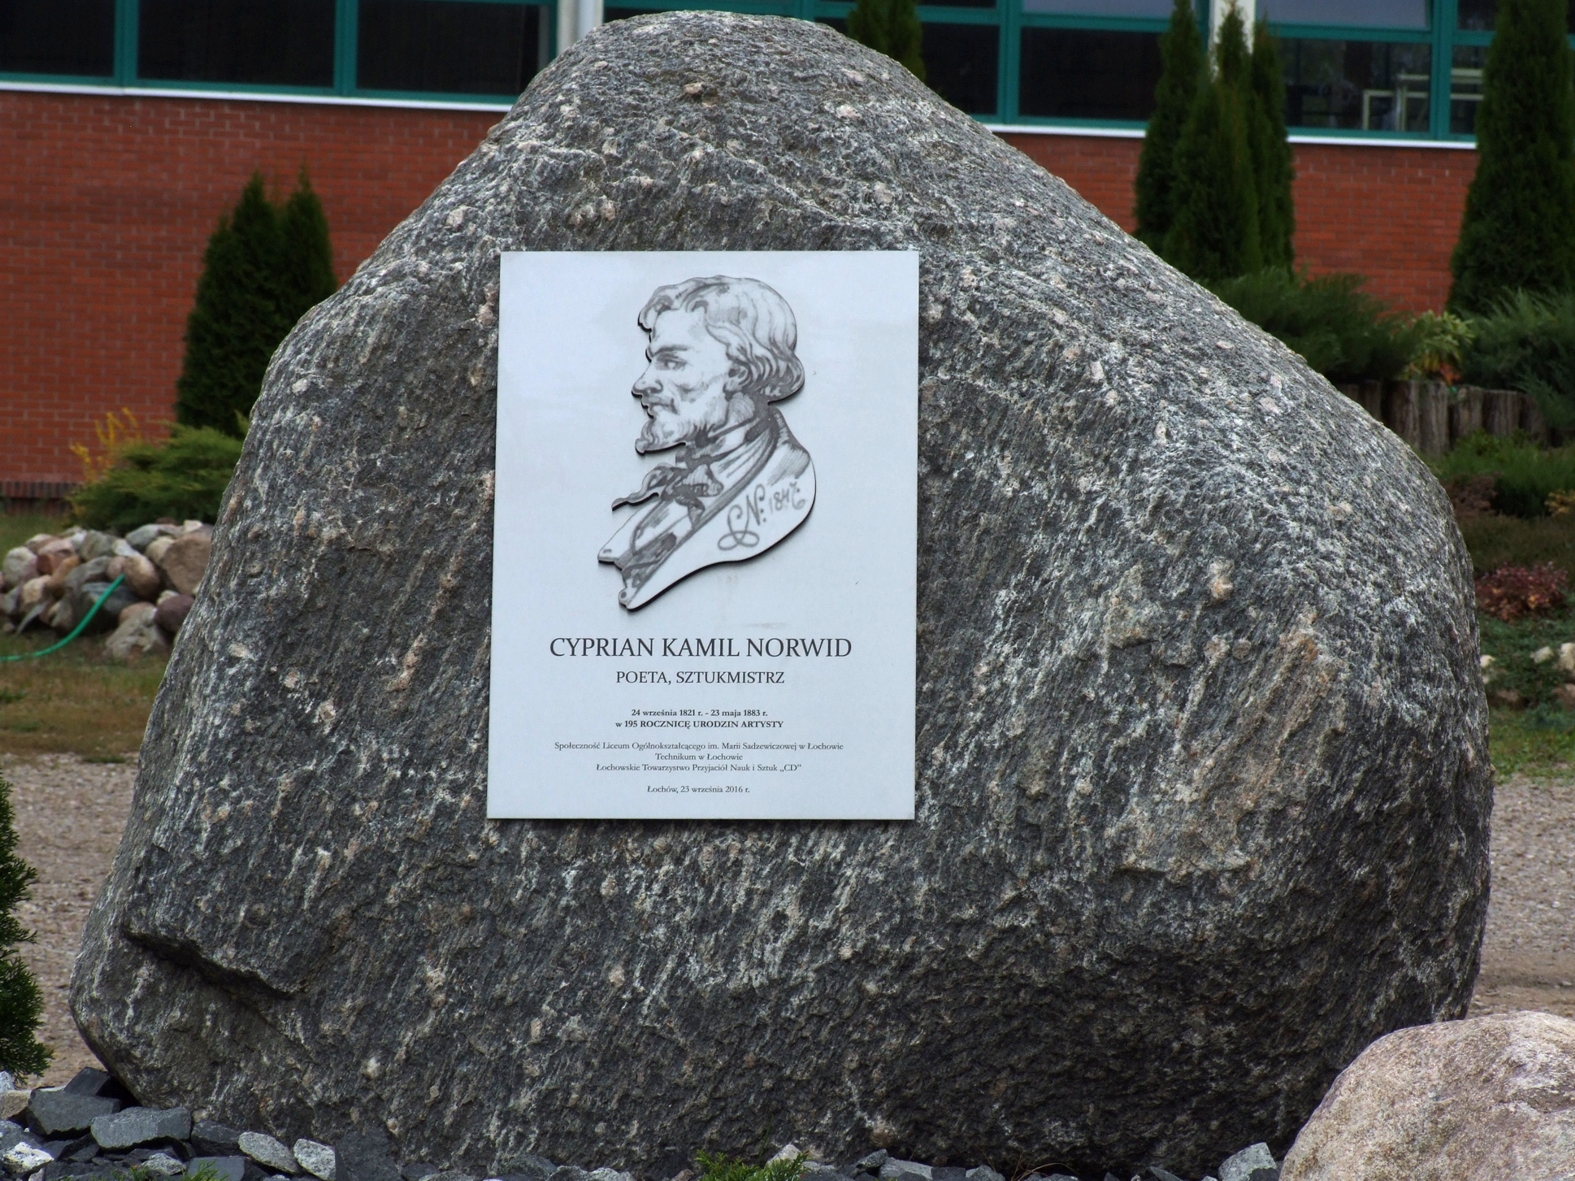 CN. 1847
CYPRIAN KAMIL NORWID
POETA, SZTUKMISTRZ
24 września 1821 r. - 23 maja 1883 r.
w 195 ROCZNICĘ URODZIN ARTYSTY
Społeczność Liceum Ogólnokształcącego im. Marii Sadzewiczowej w Łochowie
Technikum w Łochowie
Łochowskie Towarzystwo Przyjaciół Nauk i Sztuk „CD”
Łochów, 23 września 2016 r.